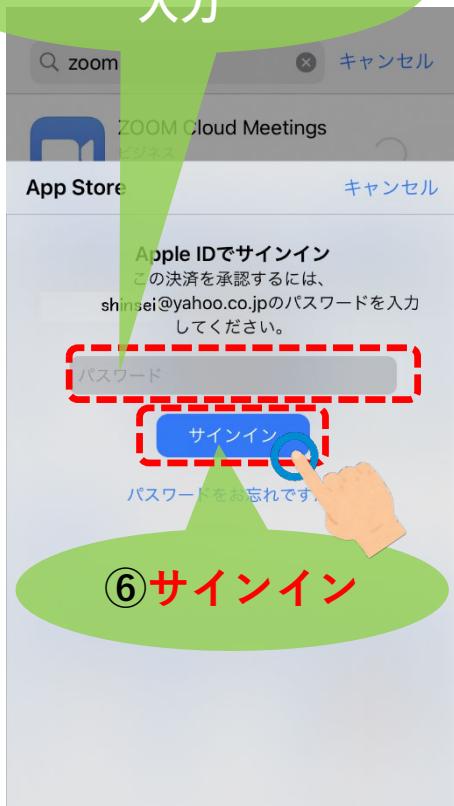 入力
zoom
キャンセル
ZOOM Cloud Meetings
ビジネス
App Store
キャンセル
Apple IDでサインイン
この決済を承認するには、
shinsei@yahoo.co.jpのパスワードを入力
してください。
パスワード
サインイン
パスワードをお忘れです
⑥サインイン